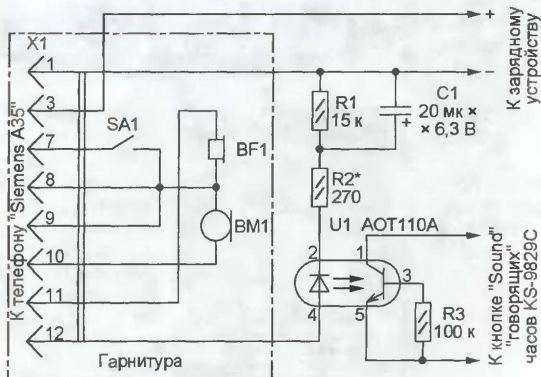 X1
1
3
7
8
9
10
11
12
К телефону "Siemens A35"
SA1
BF1
BM1
Гарнитура
+
−
К зарядному
устройству
R1
15 к
C1
20 мк ×
× 6,3 В
+
R2*
270
U1 АОТ110А
2
1
3
4
5
R3
100 к
К кнопке "Sound"
"говорящих"
часов KS-9829C